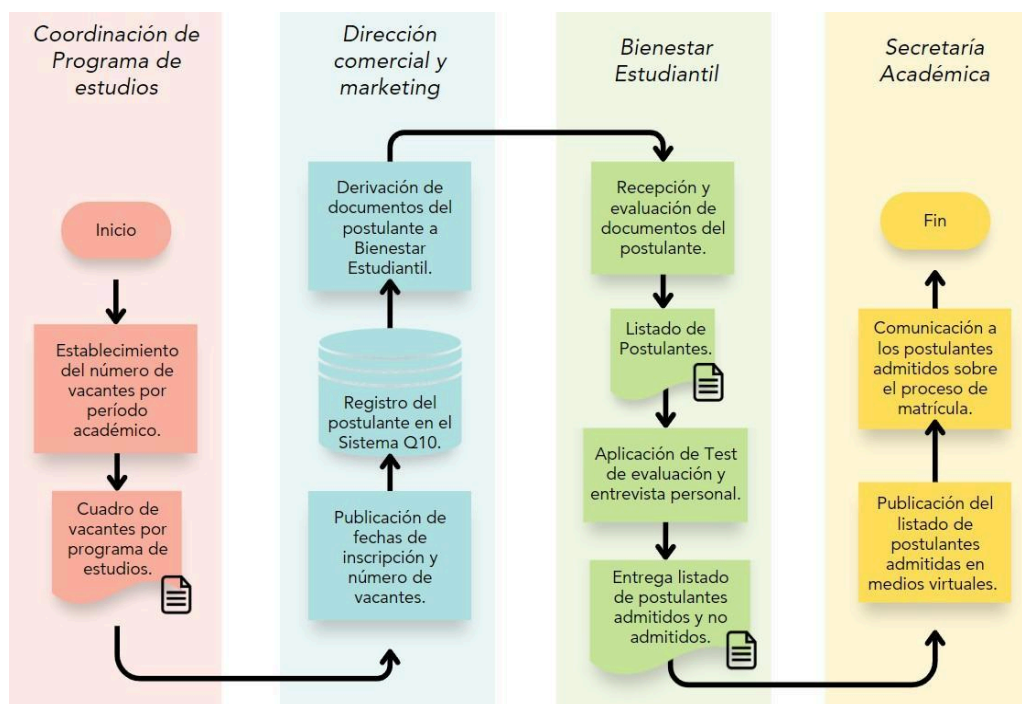 Coordinación de
Programa de
estudios
Inicio
Establecimiento
del número de
vacantes por
período
académico.
Cuadro de
vacantes por
programa de
estudios.
Dirección
comercial y
marketing
Derivación de
documentos del
postulante a
Bienestar
Estudiantil.
Registro del
postulante en el
Sistema Q10.
Publicación de
fechas de
inscripción y
número de
vacantes.
Bienestar
Estudiantil
Recepción y
evaluación de
documentos del
postulante.
Listado de
Postulantes.
Aplicación de Test
de evaluación y
entrevista personal.
Entrega listado
de postulantes
admitidos y no
admitidos.
Secretaría
Académica
Fin
Comunicación a
los postulantes
admitidos sobre
el proceso de
matrícula.
Publicación del
listado de
postulantes
admitidas en
medios virtuales.